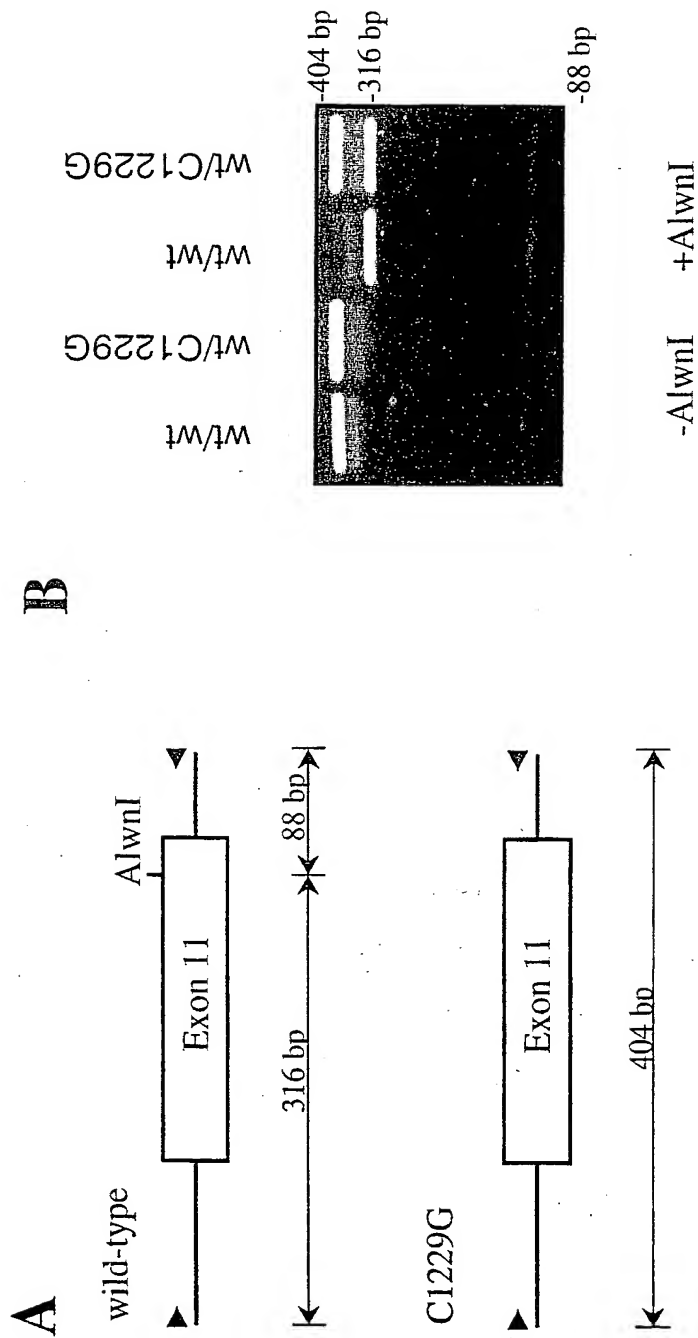 A
wild-type
AlwnI
Exon 11
316 bp
88 bp
C1229G
Exon 11
404 bp
B
wt/wt
wt/C1229G
wt/wt
wt/C1229G
-404 bp
-316 bp
-88 bp
-AlwnI
+AlwnI